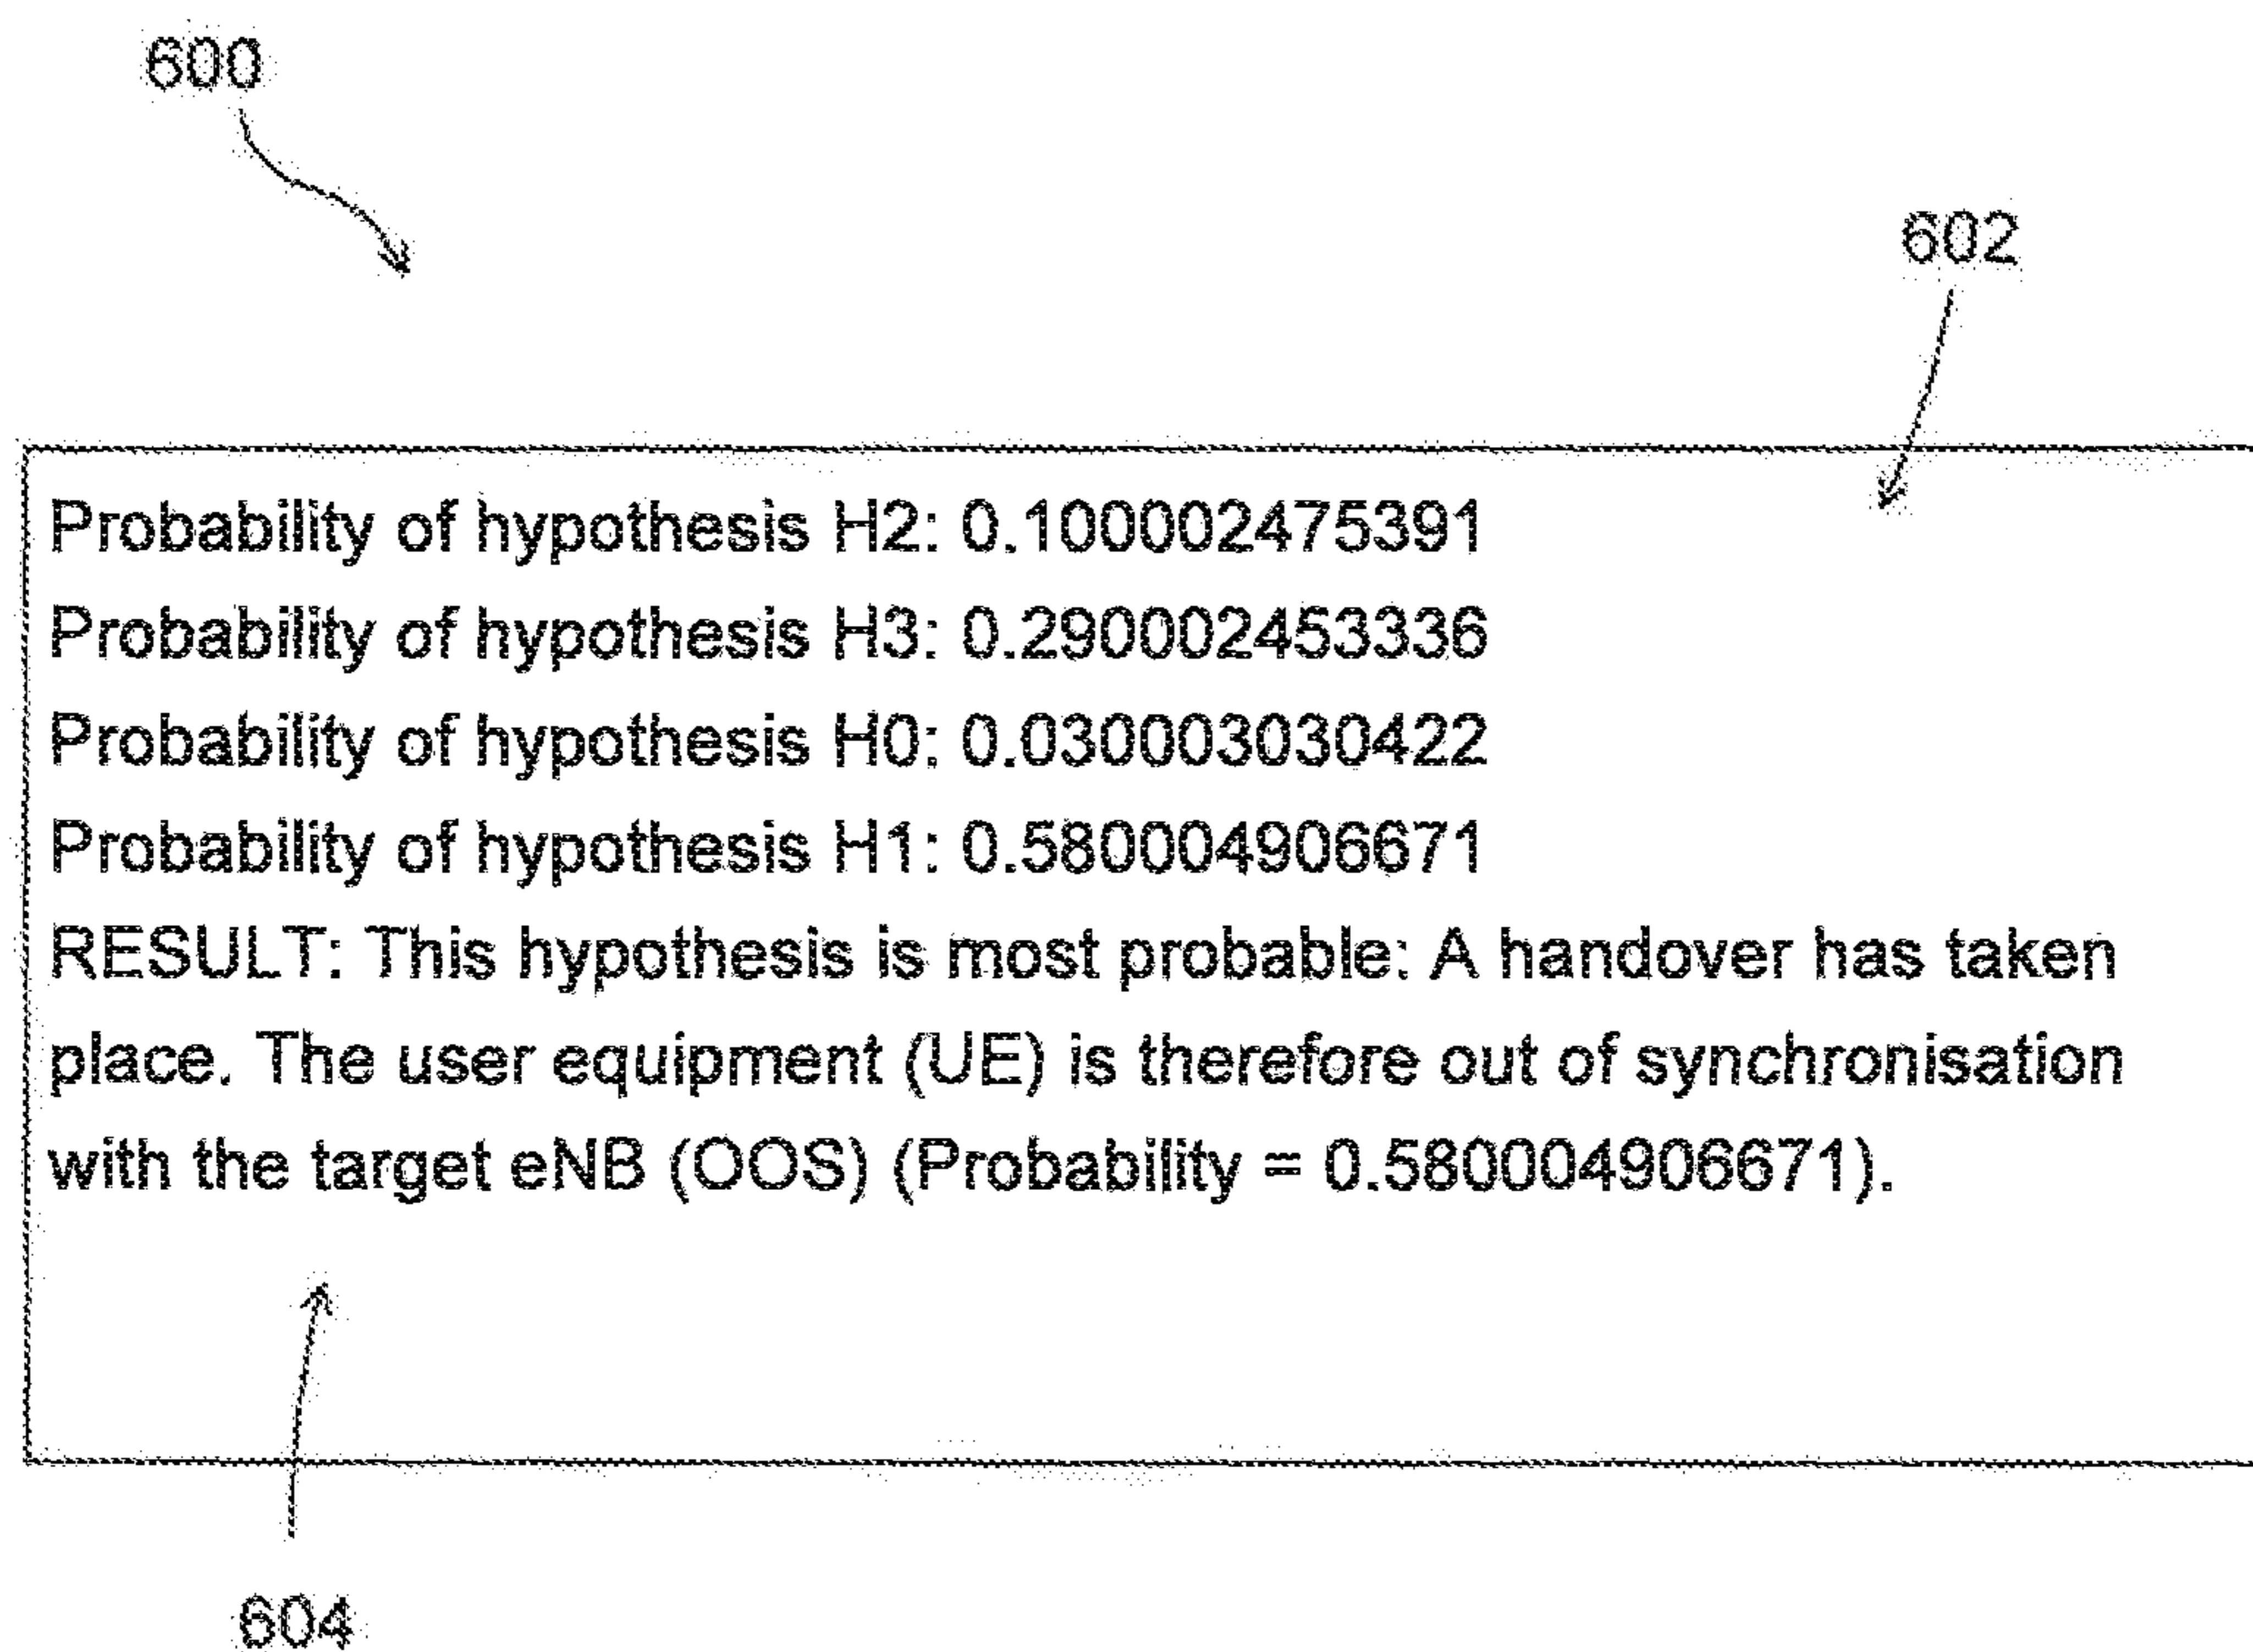 600
602
Probability of hypothesis H2: 0.100002475391
Probability of hypothesis H3: 0.290002453336
Probability of hypothesis H0: 0.030003030422
Probability of hypothesis H1: 0.580004906671
RESULT: This hypothesis is most probable: A handover has taken
place. The user equipment (UE) is therefore out of synchronisation
with the target eNB (OOS) (Probability = 0.580004906671).
604